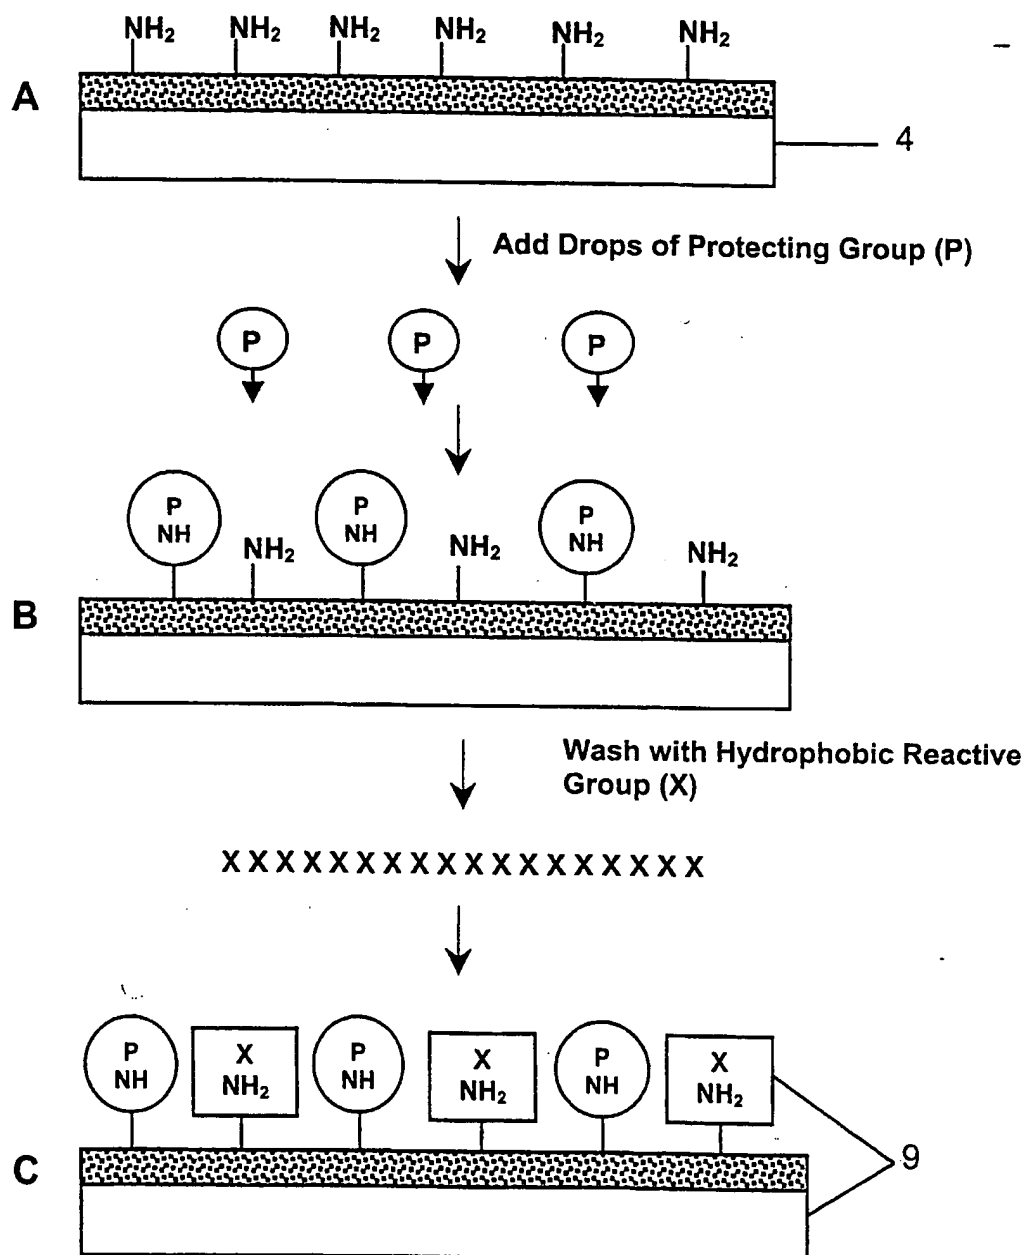 NH₂ NH₂ NH₂ NH₂ NH₂ NH₂
A
4
Add Drops of Protecting Group (P)
P P P
P P P
NH NH₂ NH NH₂ NH NH₂
B
Wash with Hydrophobic Reactive
Group (X)
X X X X X X X X X X X X X X X X X X
P X P X P X
NH NH₂ NH NH₂ NH NH₂
C
9